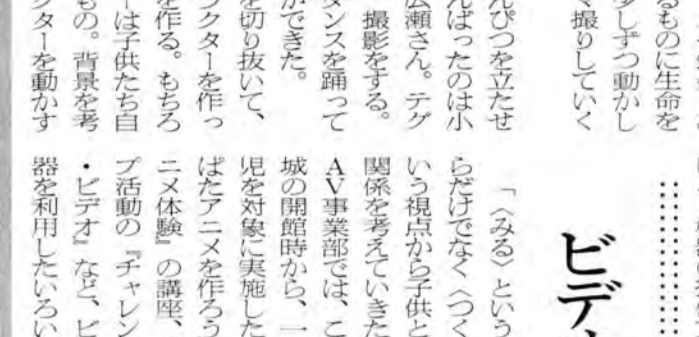 るものに生命を
少しずつ動かし
マ撮りしていく
んぴつを立たせ
んばったのは小
広瀬さん。テグ
撮影をする。
ダンスを踊って
ができた。
を切り抜いて、
ラクターを作っ
を作る。もちろ
ーは子供たち自
もの。背景を考
クターを動かす
ビデオ
「〈みる〉という
らだけでなく〈つく
いう視点から子供と
関係を考えていきた
AV事業部では、こ
城の開館時から、一
児を対象に実施した
ぱたアニメを作ろう
ニメ体験』の講座、
プ活動の『チャレン
・ビデオ』など、ビ
器を利用したいろい